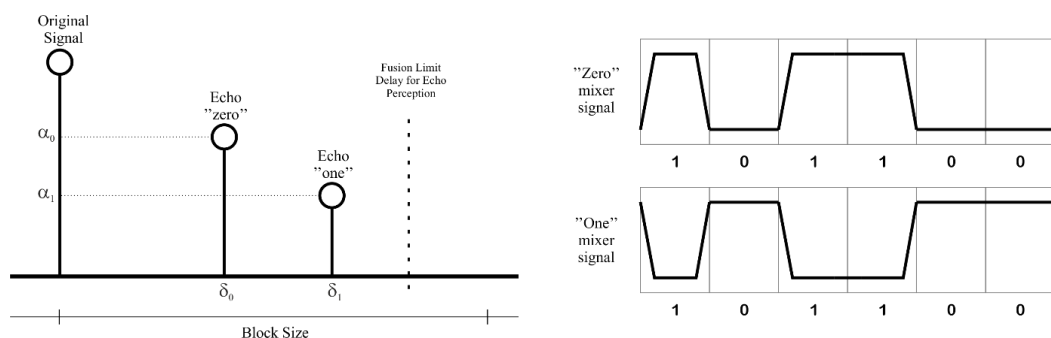 Original
Signal
Fusion Limit
Delay for Echo
Perception
Echo
"zero"
α₀
Echo
"one"
α₁
δ₀ δ₁
Block Size
"Zero"
mixer
signal
1 0 1 1 0 0
"One"
mixer
signal
1 0 1 1 0 0